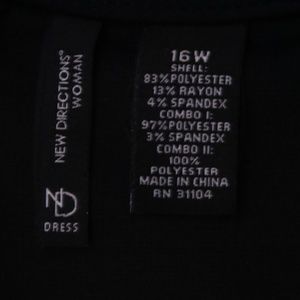 NEW DIRECTIONS®
WOMAN
ND
DRESS
16W
SHELL:
83%POLYESTER
13% RAYON
4% SPANDEX
COMBO I:
97%POLYESTER
3% SPANDEX
COMBO II:
100%
POLYESTER
MADE IN CHINA
RN 31104